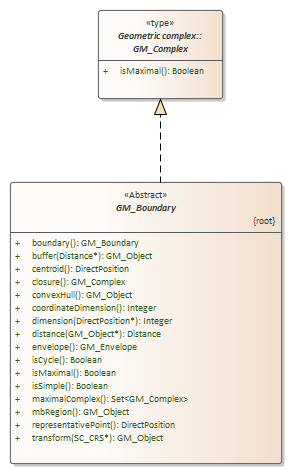 «type»
Geometric complex::
GM_Complex
+ isMaximal(): Boolean
«Abstract»
GM_Boundary
{root}
+ boundary(): GM_Boundary
+ buffer(Distance*): GM_Object
+ centroid(): DirectPosition
+ closure(): GM_Complex
+ convexHull(): GM_Object
+ coordinateDimension(): Integer
+ dimension(DirectPosition*): Integer
+ distance(GM_Object*): Distance
+ envelope(): GM_Envelope
+ isCycle(): Boolean
+ isMaximal(): Boolean
+ isSimple(): Boolean
+ maximalComplex(): Set<GM_Complex>
+ mbRegion(): GM_Object
+ representativePoint(): DirectPosition
+ transform(SC_CRS*): GM_Object